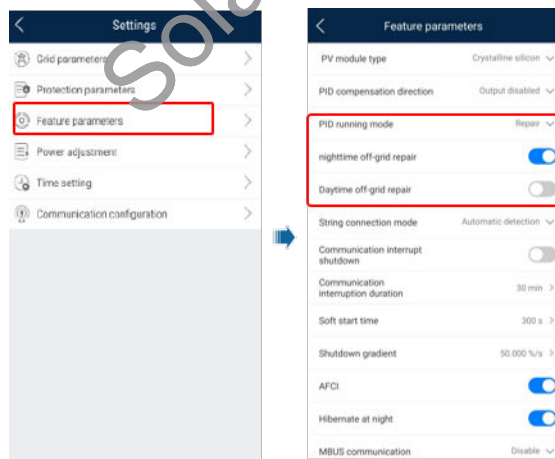 Settings
Grid parameters
Protection parameters
Feature parameters
Power adjustment
Time setting
Communication configuration
Sola
Feature parameters
PV module type Crystalline silicon
PID compensation direction Output disabled
PID running mode Repair
nighttime off-grid repair
Daytime off-grid repair
String connection mode Automatic detection
Communication interrupt
shutdown
Communication
interruption duration 30 min
Soft start time 300 s
Shutdown gradient 50.000 %/s
AFCI
Hibernate at night
MBUS communication Disable